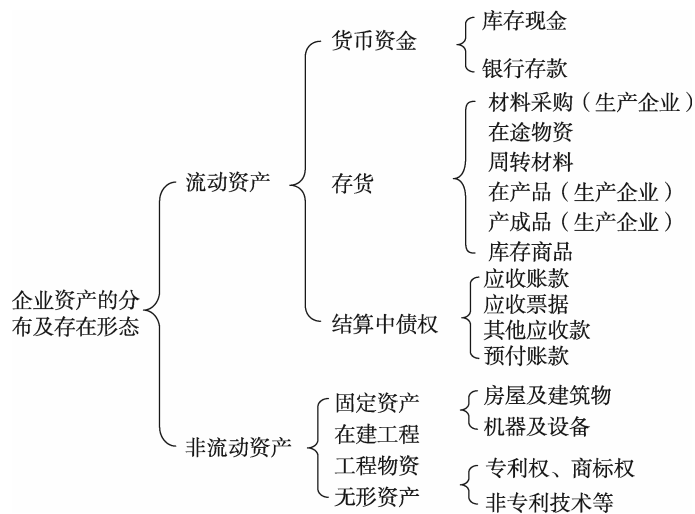 企业资产的分
布及存在形态
流动资产
货币资金
库存现金
银行存款
存货
材料采购（生产企业）
在途物资
周转材料
在产品（生产企业）
产成品（生产企业）
库存商品
结算中债权
应收账款
应收票据
其他应收款
预付账款
非流动资产
固定资产
房屋及建筑物
机器及设备
在建工程
工程物资
无形资产
专利权、商标权
非专利技术等